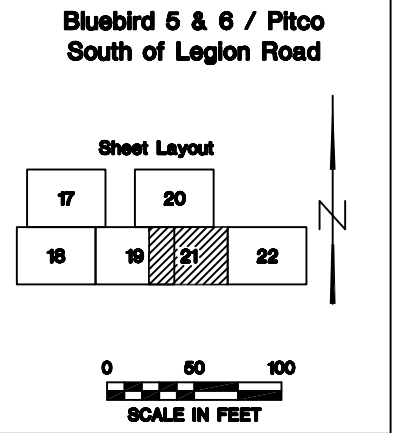 Bluebird 5 & 6 / Pitco
South of Legion Road
Sheet Layout
17
20
18
19
21
22
N
0 50 100
SCALE IN FEET